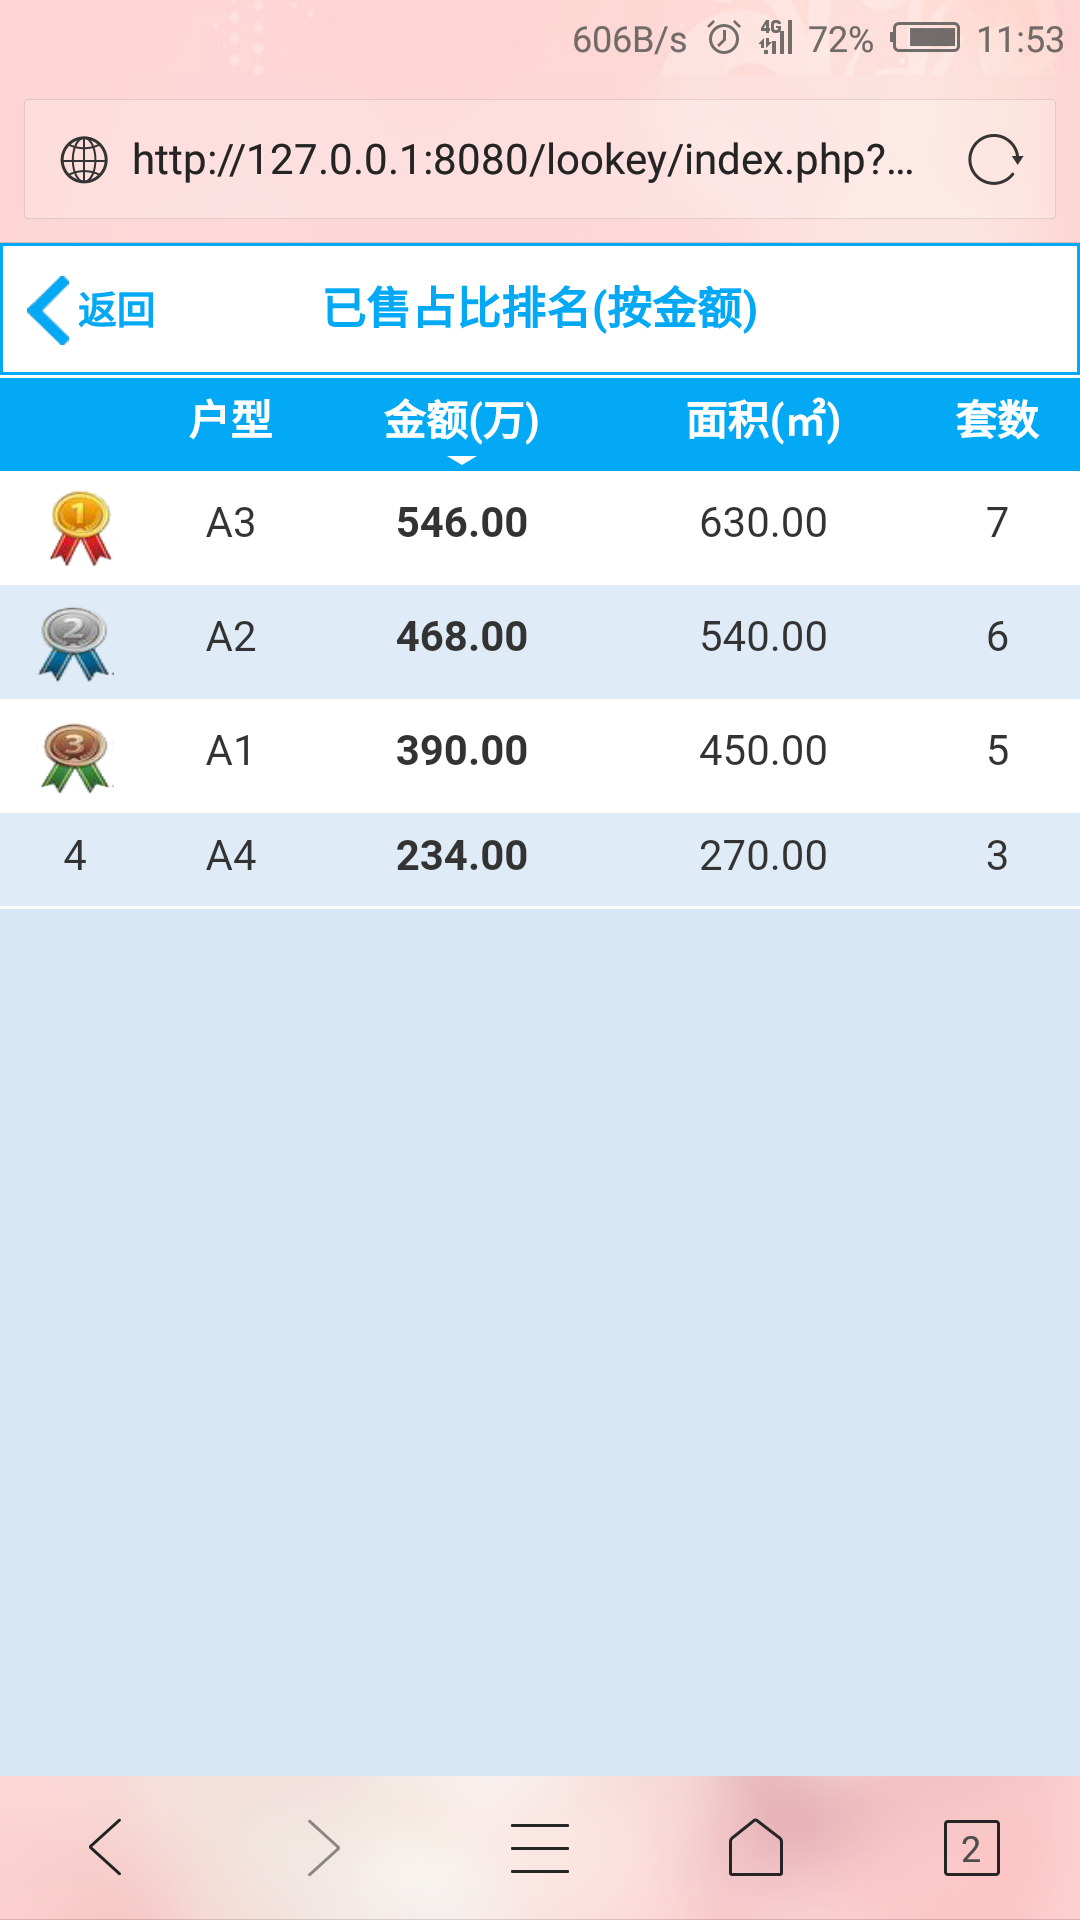 606B/s 4G 72% 11:53
http://127.0.0.1:8080/lookey/index.php?...
返回 已售占比排名(按金额)
户型 金额(万) 面积(㎡) 套数
1 A3 546.00 630.00 7
2 A2 468.00 540.00 6
3 A1 390.00 450.00 5
4 A4 234.00 270.00 3
2